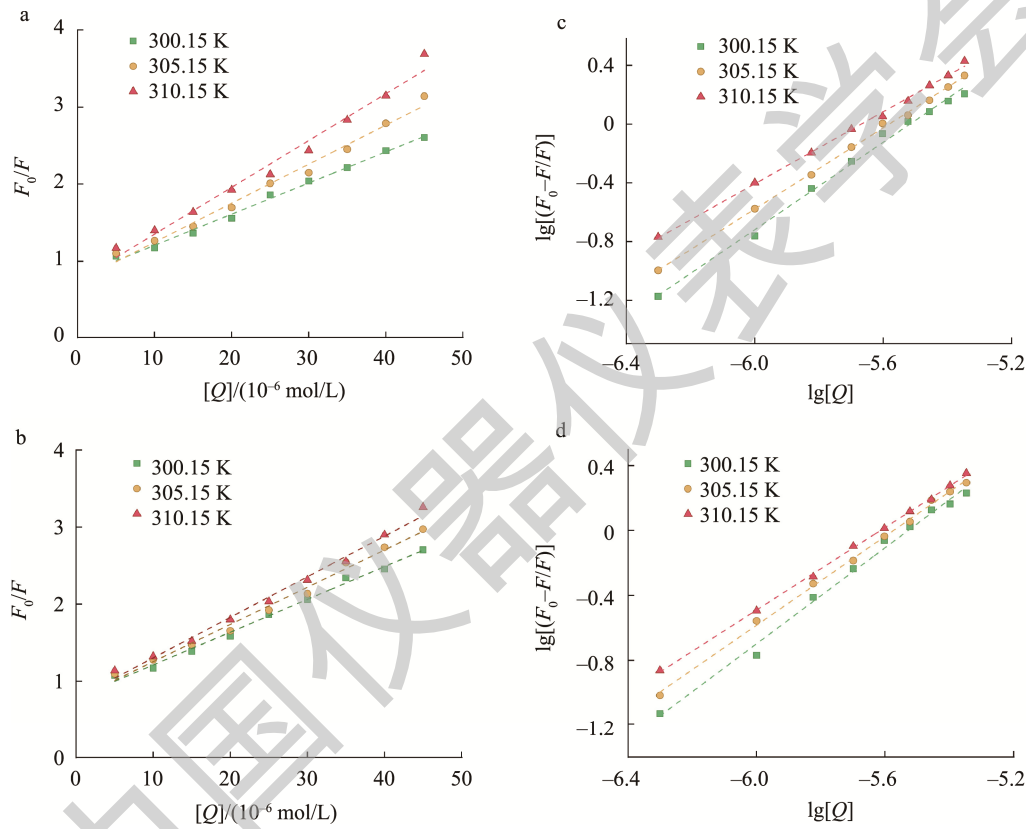 a
4
3
2
1
0
F₀/F
300.15 K
305.15 K
310.15 K
0 10 20 30 40 50
[Q]/(10⁻⁶ mol/L)
c
0.4
0
−0.4
−0.8
−1.2
lg[(F₀−F/F)]
300.15 K
305.15 K
310.15 K
−6.4 −6.0 −5.6 −5.2
lg[Q]
b
4
3
2
1
0
F₀/F
300.15 K
305.15 K
310.15 K
0 10 20 30 40 50
[Q]/(10⁻⁶ mol/L)
d
0.4
0
−0.4
−0.8
−1.2
lg[(F₀−F/F)]
300.15 K
305.15 K
310.15 K
−6.4 −6.0 −5.6 −5.2
lg[Q]
中国仪器仪表学会